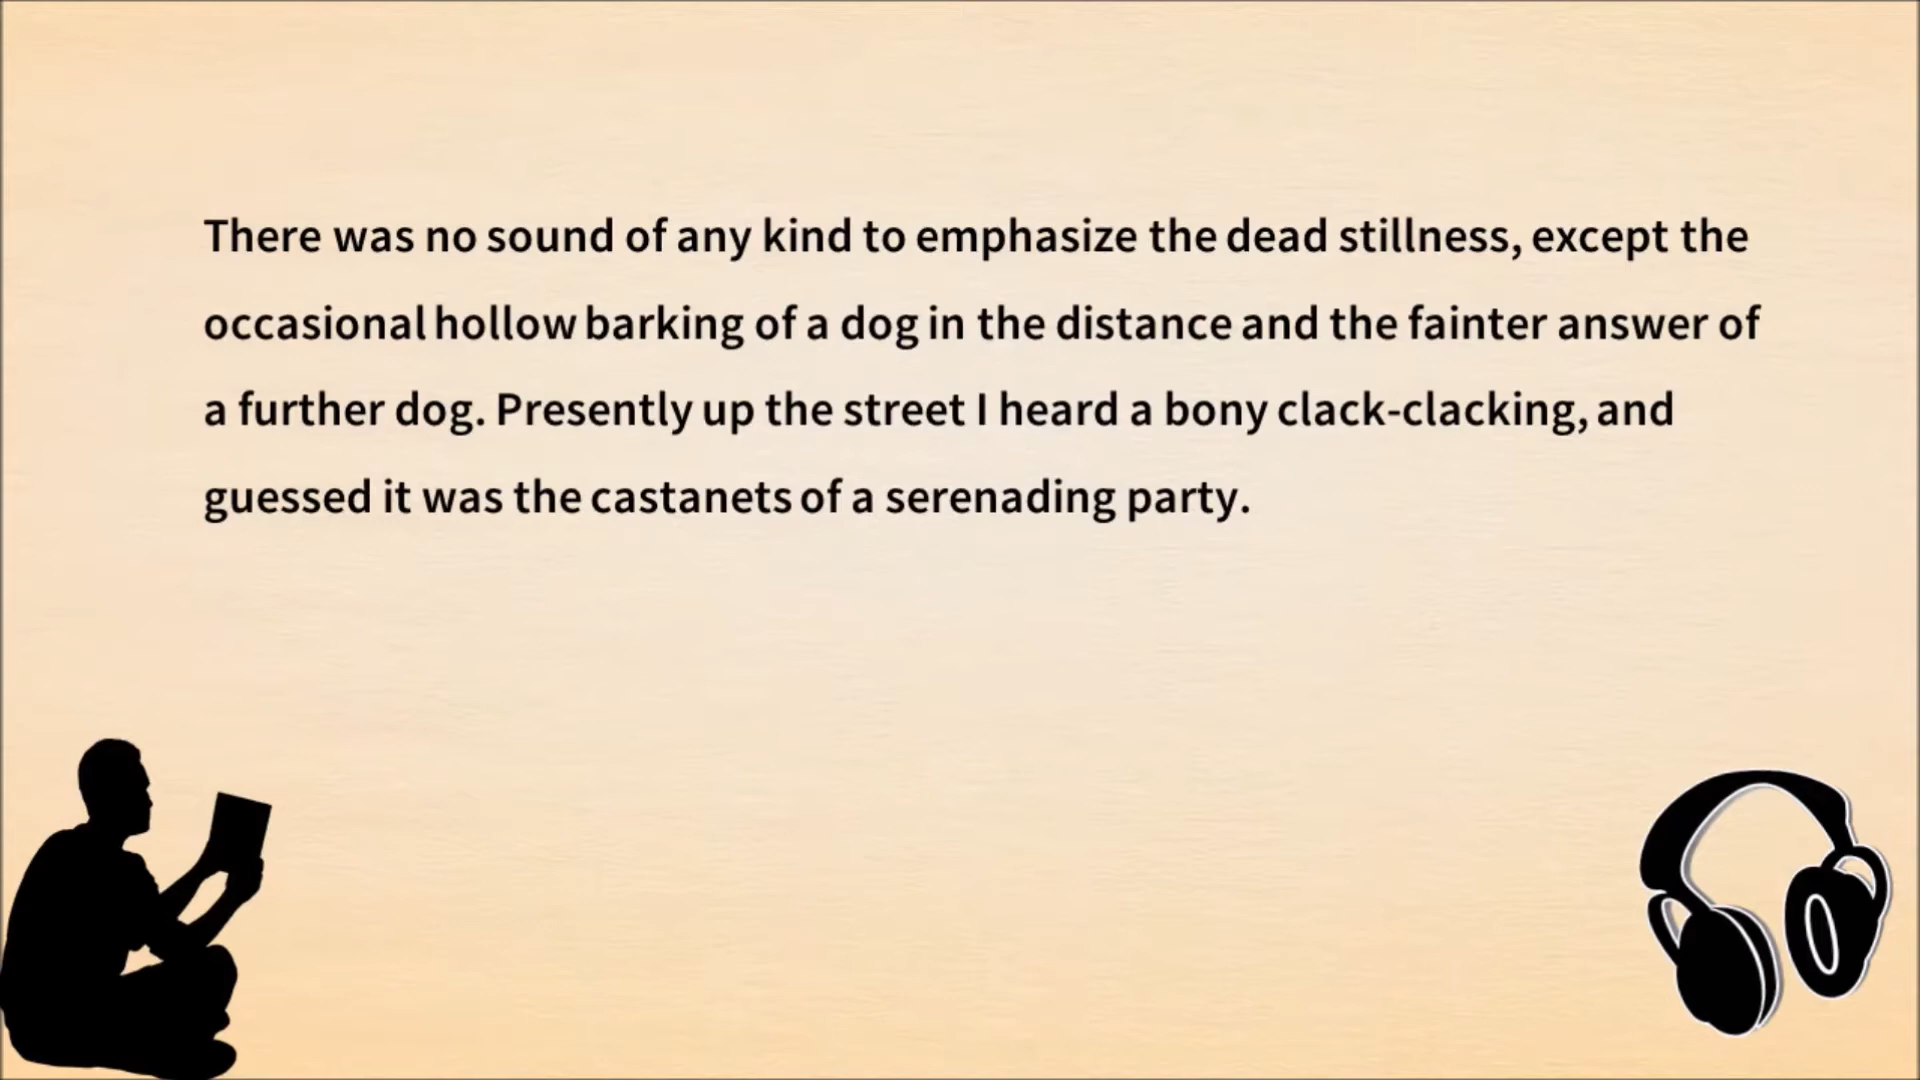 There was no sound of any kind to emphasize the dead stillness, except the
occasional hollow barking of a dog in the distance and the fainter answer of
a further dog. Presently up the street I heard a bony clack-clacking, and
guessed it was the castanets of a serenading party.